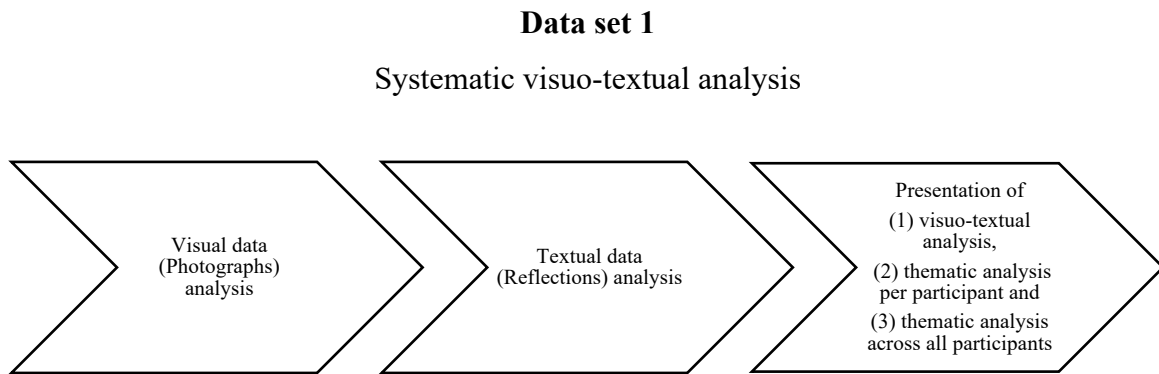 Data set 1
Systematic visuo-textual analysis
Visual data
(Photographs)
analysis
Textual data
(Reflections) analysis
Presentation of
(1) visuo-textual
analysis,
(2) thematic analysis
per participant and
(3) thematic analysis
across all participants